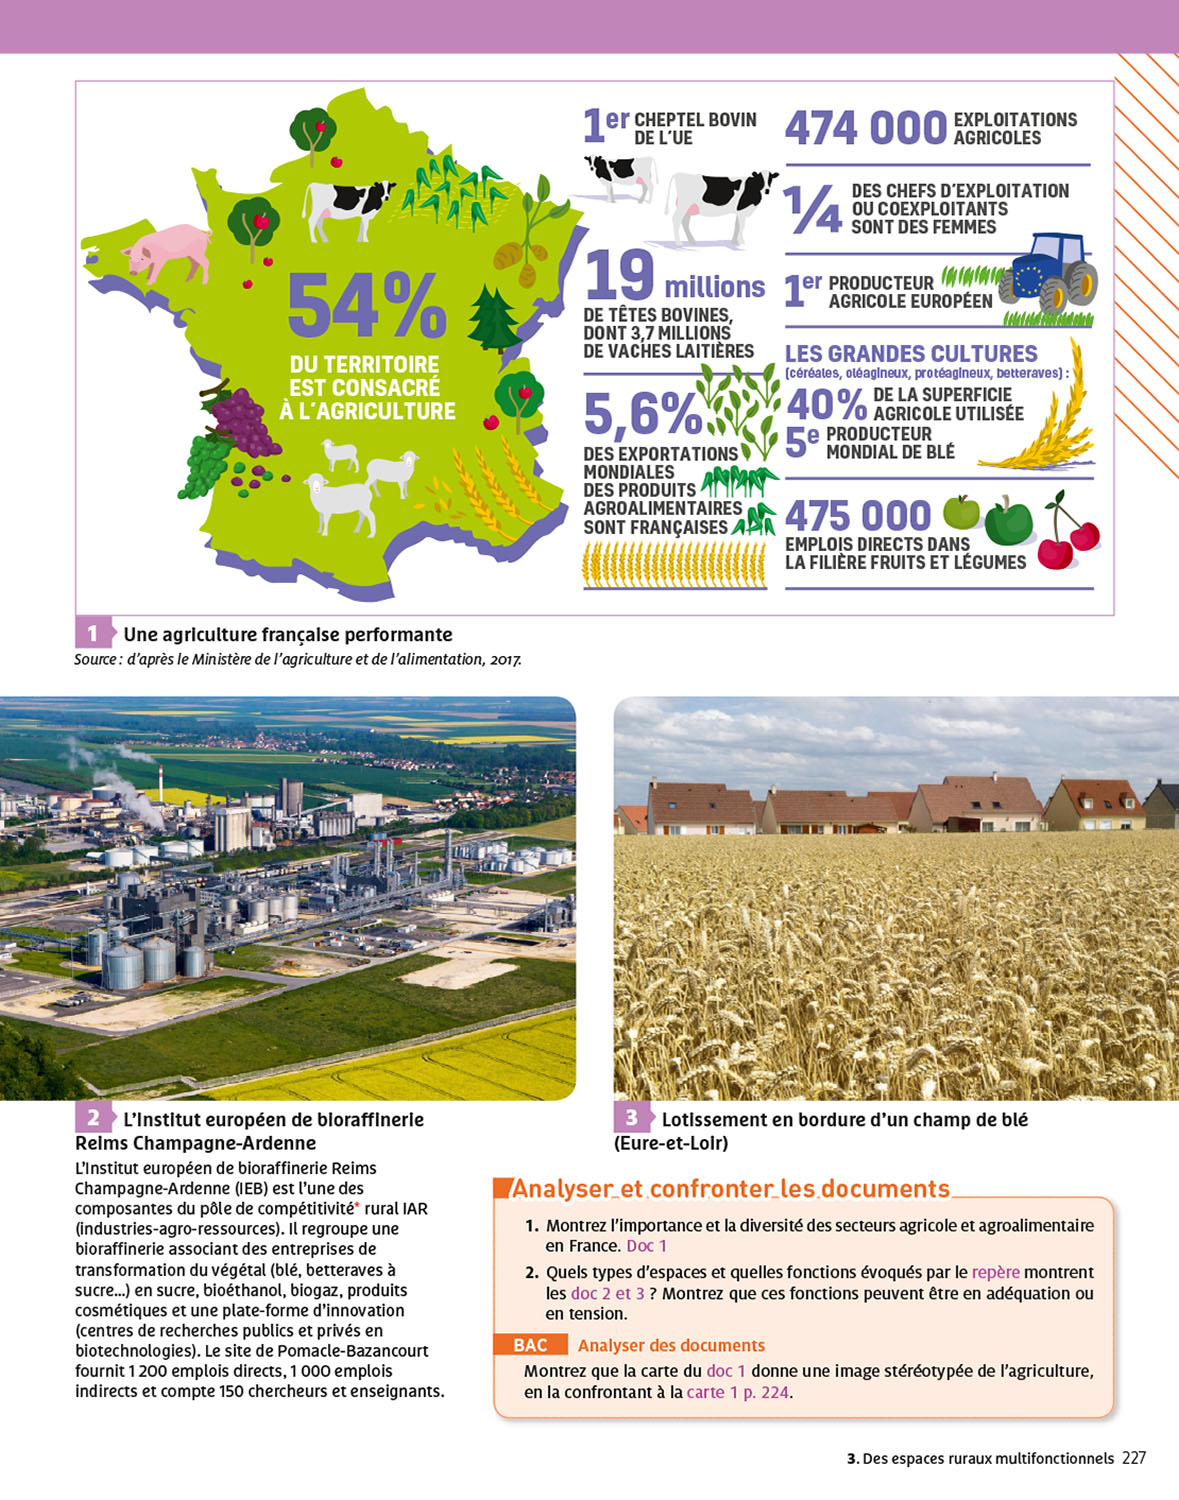 54%
DU TERRITOIRE
EST CONSACRÉ
À L'AGRICULTURE
1er CHEPTEL BOVIN
DE L'UE
19 millions
DE TÊTES BOVINES,
DONT 3,7 MILLIONS
DE VACHES LAITIÈRES
5,6%
DES EXPORTATIONS
MONDIALES
DES PRODUITS
AGROALIMENTAIRES
SONT FRANÇAISES
474 000 EXPLOITATIONS
AGRICOLES
1/4 DES CHEFS D'EXPLOITATION
OU COEXPLOITANTS
SONT DES FEMMES
1er PRODUCTEUR
AGRICOLE EUROPÉEN
LES GRANDES CULTURES
(céréales, oléagineux, protéagineux, betteraves) :
40% DE LA SUPERFICIE
AGRICOLE UTILISÉE
5e PRODUCTEUR
MONDIAL DE BLÉ
475 000
EMPLOIS DIRECTS DANS
LA FILIÈRE FRUITS ET LÉGUMES
1 Une agriculture française performante
Source : d'après le Ministère de l'agriculture et de l'alimentation, 2017.
2 L'Institut européen de bioraffinerie
Reims Champagne-Ardenne
L'Institut européen de bioraffinerie Reims
Champagne-Ardenne (IEB) est l'une des
composantes du pôle de compétitivité* rural IAR
(industries-agro-ressources). Il regroupe une
bioraffinerie associant des entreprises de
transformation du végétal (blé, betteraves à
sucre...) en sucre, bioéthanol, biogaz, produits
cosmétiques et une plate-forme d'innovation
(centres de recherches publics et privés en
biotechnologies). Le site de Pomacle-Bazancourt
fournit 1 200 emplois directs, 1 000 emplois
indirects et compte 150 chercheurs et enseignants.
3 Lotissement en bordure d'un champ de blé
(Eure-et-Loir)
Analyser et confronter les documents
1. Montrez l'importance et la diversité des secteurs agricole et agroalimentaire
en France. Doc 1
2. Quels types d'espaces et quelles fonctions évoqués par le repère montrent
les doc 2 et 3 ? Montrez que ces fonctions peuvent être en adéquation ou
en tension.
BAC Analyser des documents
Montrez que la carte du doc 1 donne une image stéréotypée de l'agriculture,
en la confrontant à la carte 1 p. 224.
3. Des espaces ruraux multifonctionnels 227